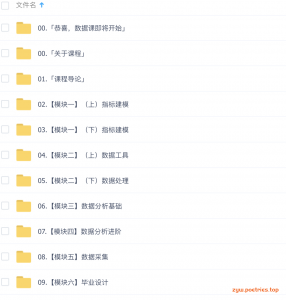 文件名 ↑
00.「恭喜，数据课即将开始」
00.「关于课程」
01.「课程导论」
02.【模块一】（上）指标建模
03.【模块一】（下）指标建模
04.【模块二】（上）数据工具
05.【模块二】（下）数据处理
06.【模块三】数据分析基础
07.【模块四】数据分析进阶
08.【模块五】数据采集
09.【模块六】毕业设计
zyw.poetries.top